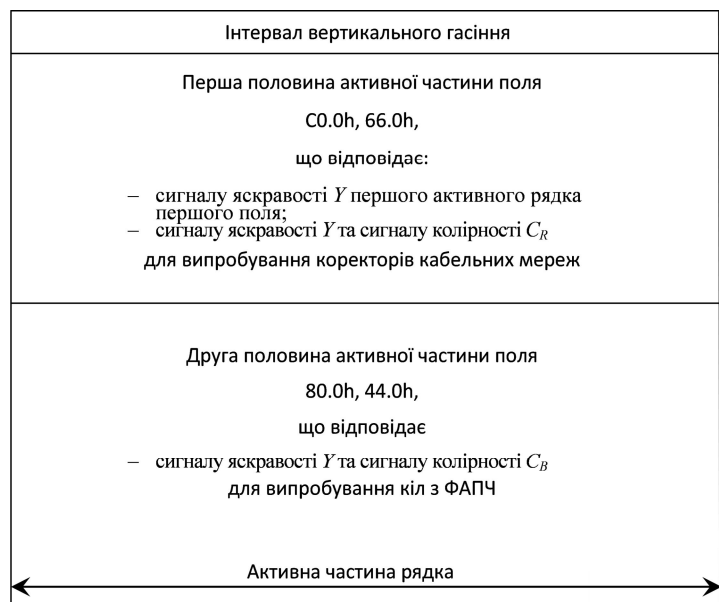 Інтервал вертикального гасіння
Перша половина активної частини поля
C0.0h, 66.0h,
що відповідає:
– сигналу яскравості Y першого активного рядка
першого поля;
– сигналу яскравості Y та сигналу колірності C_R
для випробування коректорів кабельних мереж
Друга половина активної частини поля
80.0h, 44.0h,
що відповідає
– сигналу яскравості Y та сигналу колірності C_B
для випробування кіл з ФАПЧ
Активна частина рядка